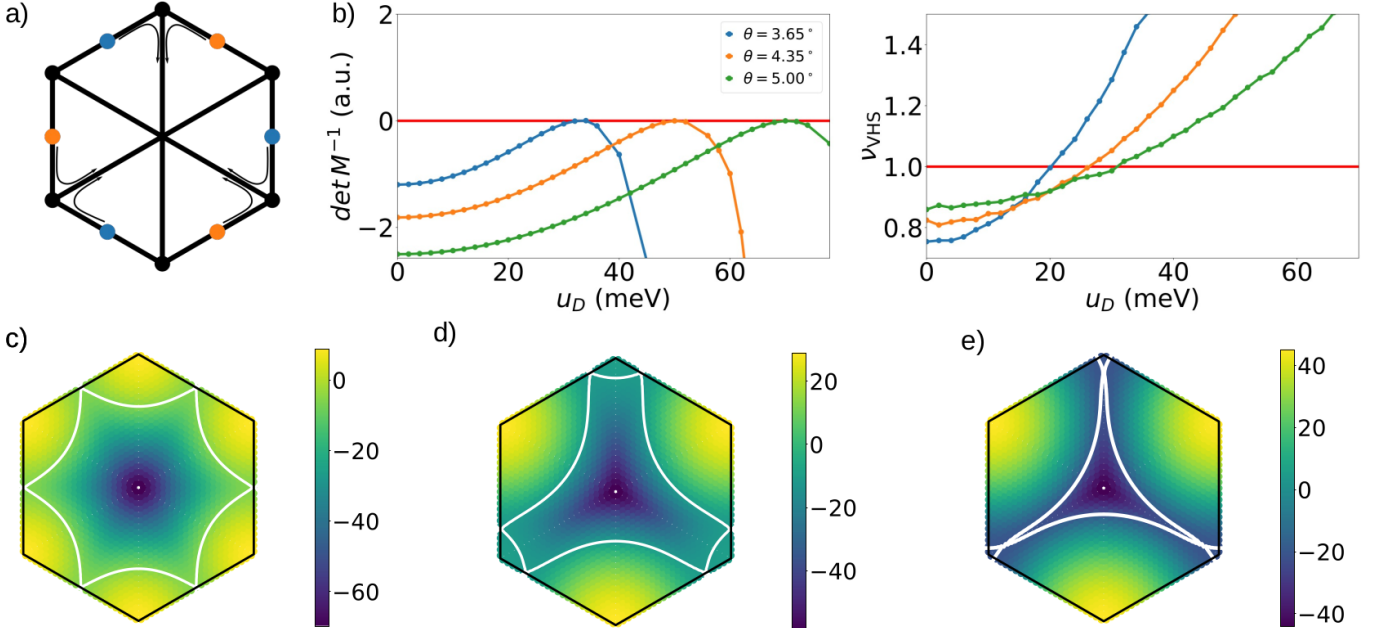 a)
b)
det M⁻¹ (a.u.)
2
0
−2
θ = 3.65°
θ = 4.35°
θ = 5.00°
0
20
40
60
u_D (meV)
ν_VHS
1.4
1.2
1.0
0.8
0
20
40
60
u_D (meV)
c)
0
−20
−40
−60
d)
20
0
−20
−40
e)
40
20
0
−20
−40